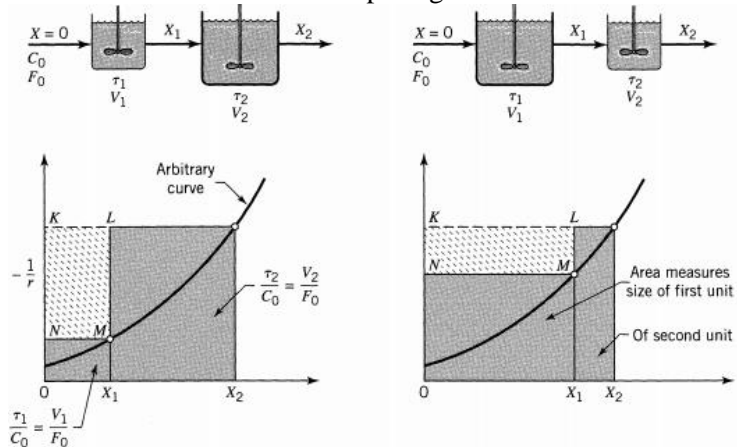 X = 0
X₁
X₂
C₀
F₀
τ₁
V₁
τ₂
V₂
X = 0
X₁
X₂
C₀
F₀
τ₁
V₁
τ₂
V₂
Arbitrary
curve
K
L
N
M
- 1/r
τ₂/C₀ = V₂/F₀
0
X₁
X₂
τ₁/C₀ = V₁/F₀
K
L
N
M
Area measures
size of first unit
Of second unit
0
X₁
X₂